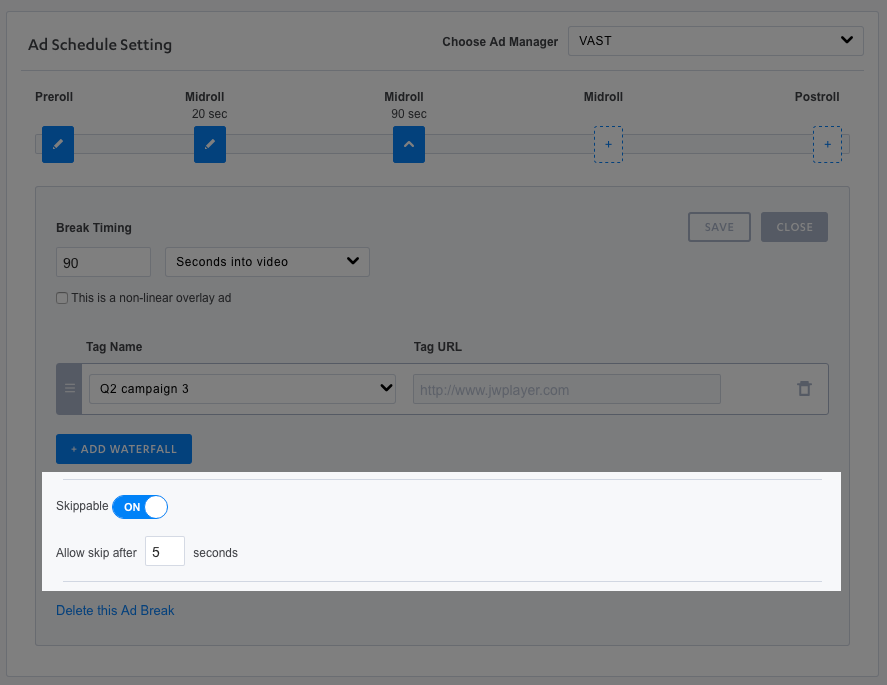 Ad Schedule Setting
Choose Ad Manager
VAST
Preroll
Midroll
20 sec
Midroll
90 sec
Midroll
Postroll
+
+
Break Timing
SAVE
CLOSE
90
Seconds into video
This is a non-linear overlay ad
Tag Name
Tag URL
Q2 campaign 3
http://www.jwplayer.com
+ ADD WATERFALL
Skippable
ON
Allow skip after 5 seconds
Delete this Ad Break